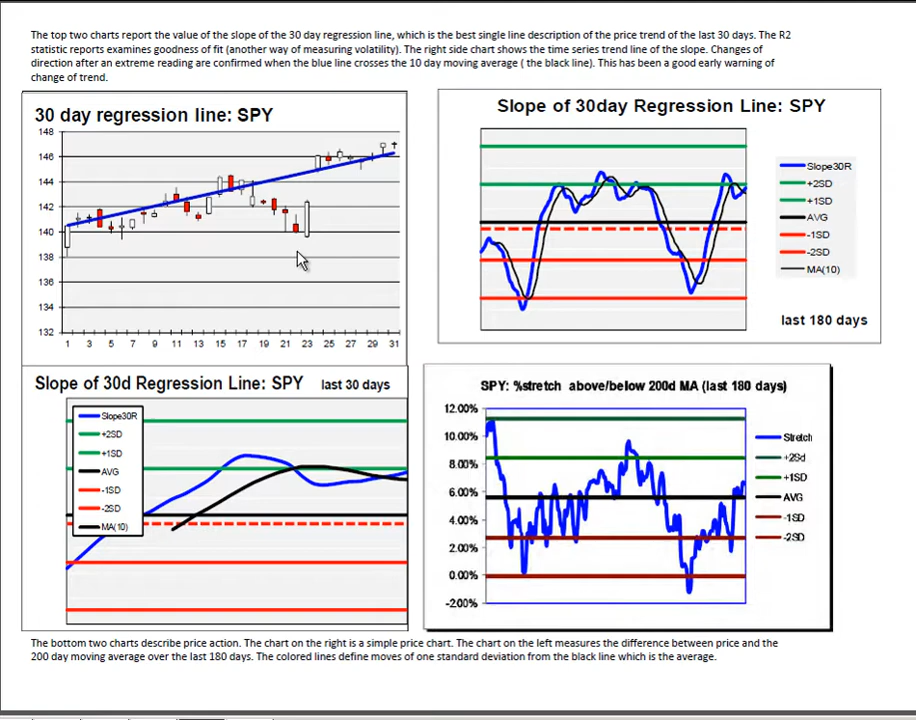 The top two charts report the value of the slope of the 30 day regression line, which is the best single line description of the price trend of the last 30 days. The R2
statistic reports examines goodness of fit (another way of measuring volatility). The right side chart shows the time series trend line of the slope. Changes of
direction after an extreme reading are confirmed when the blue line crosses the 10 day moving average ( the black line). This has been a good early warning of
change of trend.
30 day regression line: SPY
148
146
144
142
140
138
136
134
132
1 3 5 7 9 11 13 15 17 19 21 23 25 27 29 31
Slope of 30day Regression Line: SPY
Slope30R
+2SD
+1SD
AVG
-1SD
-2SD
MA(10)
last 180 days
Slope of 30d Regression Line: SPY last 30 days
Slope30R
+2SD
+1SD
AVG
-1SD
-2SD
MA(10)
SPY: %stretch above/below 200d MA (last 180 days)
12.00%
10.00%
8.00%
6.00%
4.00%
2.00%
0.00%
-2.00%
Stretch
+2Sd
+1SD
AVG
-1SD
-2SD
The bottom two charts describe price action. The chart on the right is a simple price chart. The chart on the left measures the difference between price and the
200 day moving average over the last 180 days. The colored lines define moves of one standard deviation from the black line which is the average.